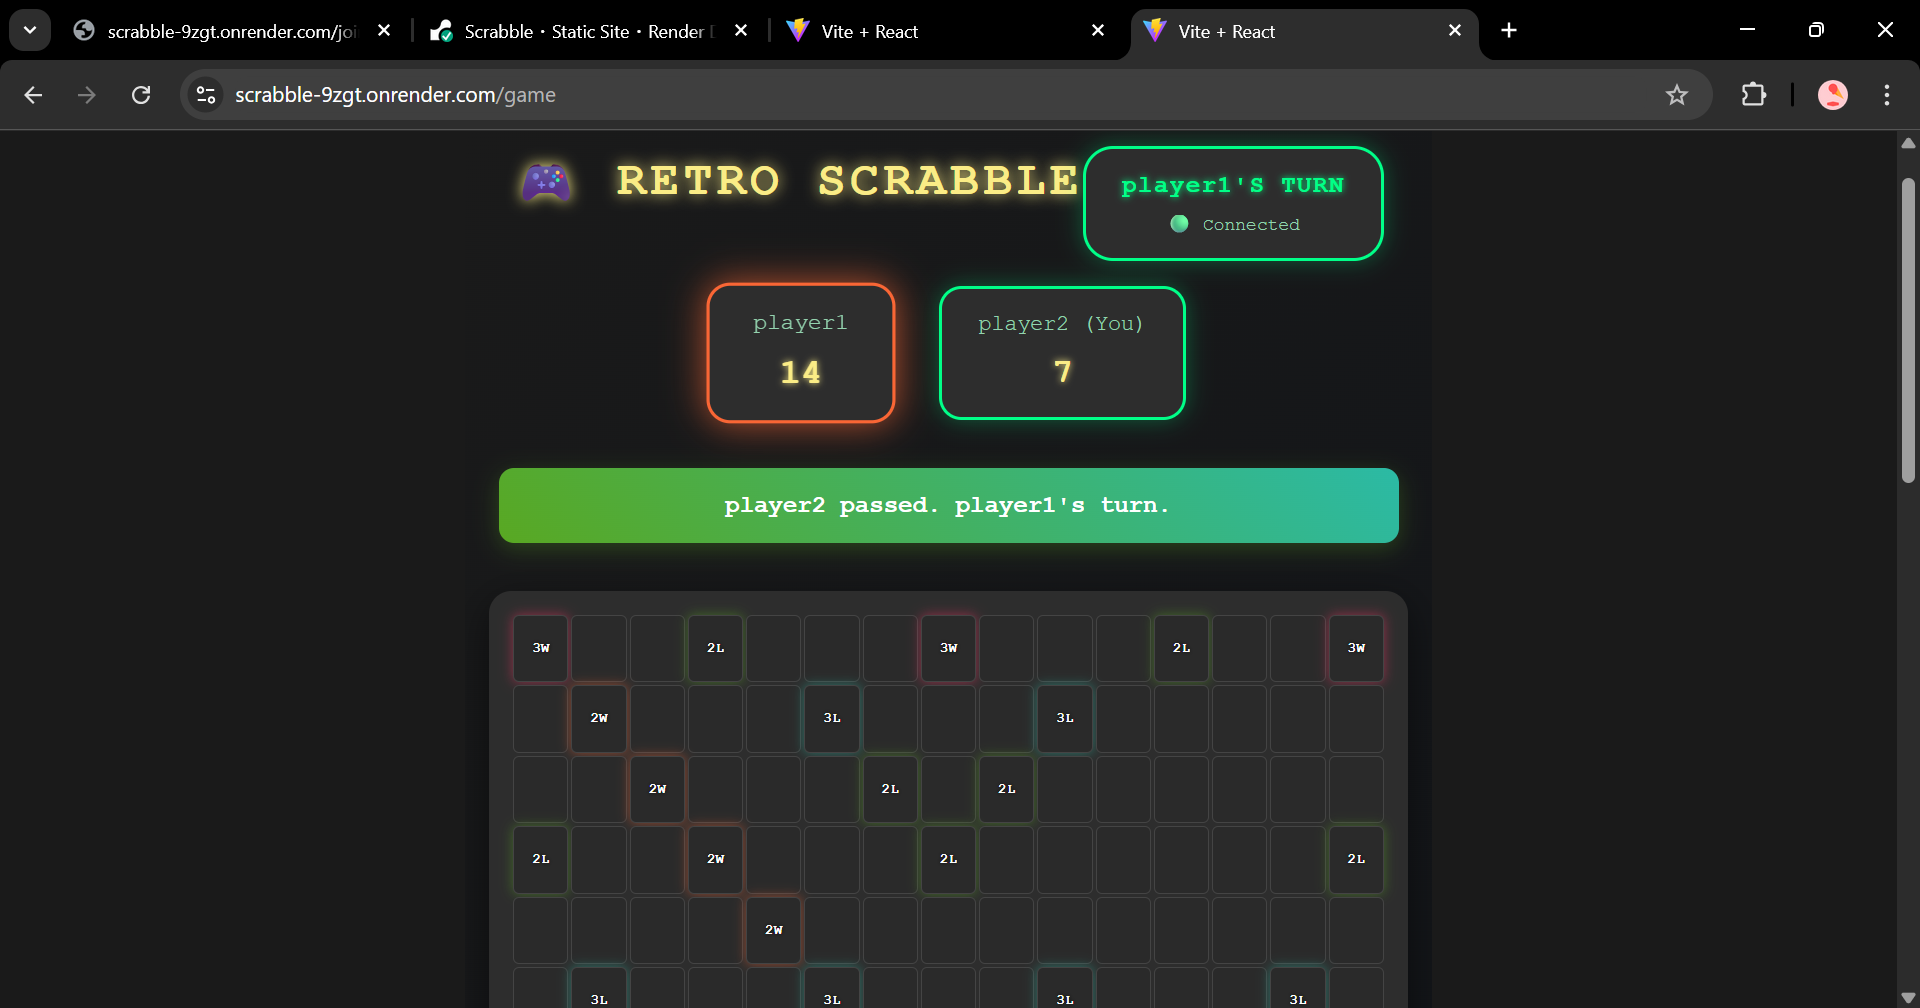 scrabble-9zgt.onrender.com/joi
Scrabble • Static Site • Render
Vite + React
Vite + React
scrabble-9zgt.onrender.com/game
RETRO SCRABBLE
player1'S TURN
Connected
player1
14
player2 (You)
7
player2 passed. player1's turn.
3W 2L 3W 2L 3W
2W 3L 3L
2W 2L 2L
2L 2W 2L 2L
2W
3L 3L 3L 3L